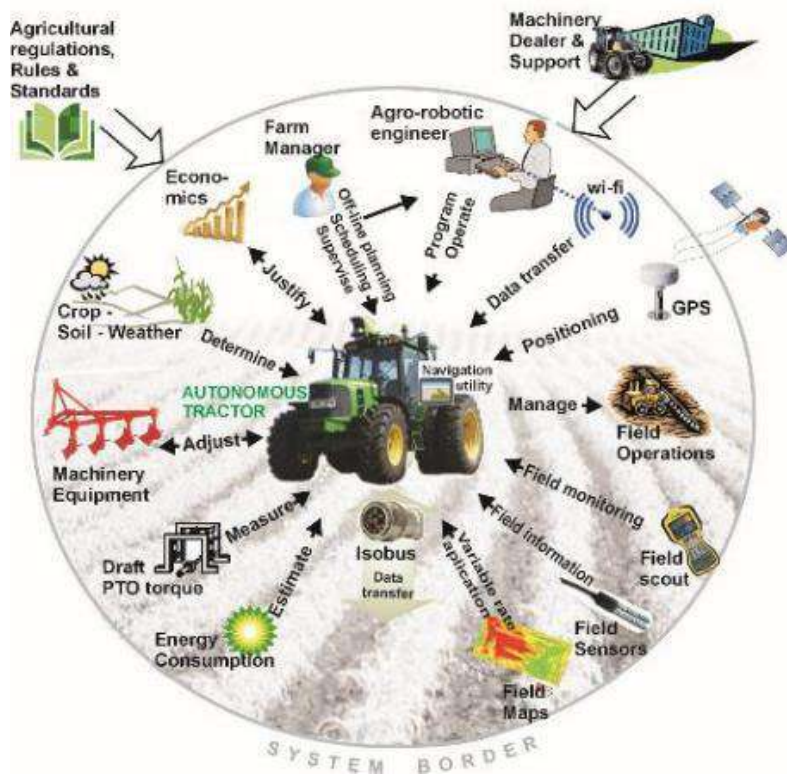 Agricultural
regulations,
Rules &
Standards
Machinery
Dealer &
Support
Farm
Manager
Agro-robotic
engineer
Econo-
mics
wi-fi
Off-line planning
Scheduling
Supervise
Program
Operate
Justify
Data transfer
GPS
Crop -
Soil - Weather
Determine
Positioning
Navigation
utility
AUTONOMOUS
TRACTOR
Manage
Field
Operations
Adjust
Machinery
Equipment
Field monitoring
Measure
Field information
Field
scout
Draft
PTO torque
Isobus
Estimate
Variable rate
aplication
Data
transfer
Energy
Consumption
Field
Sensors
Field
Maps
SYSTEM BORDER